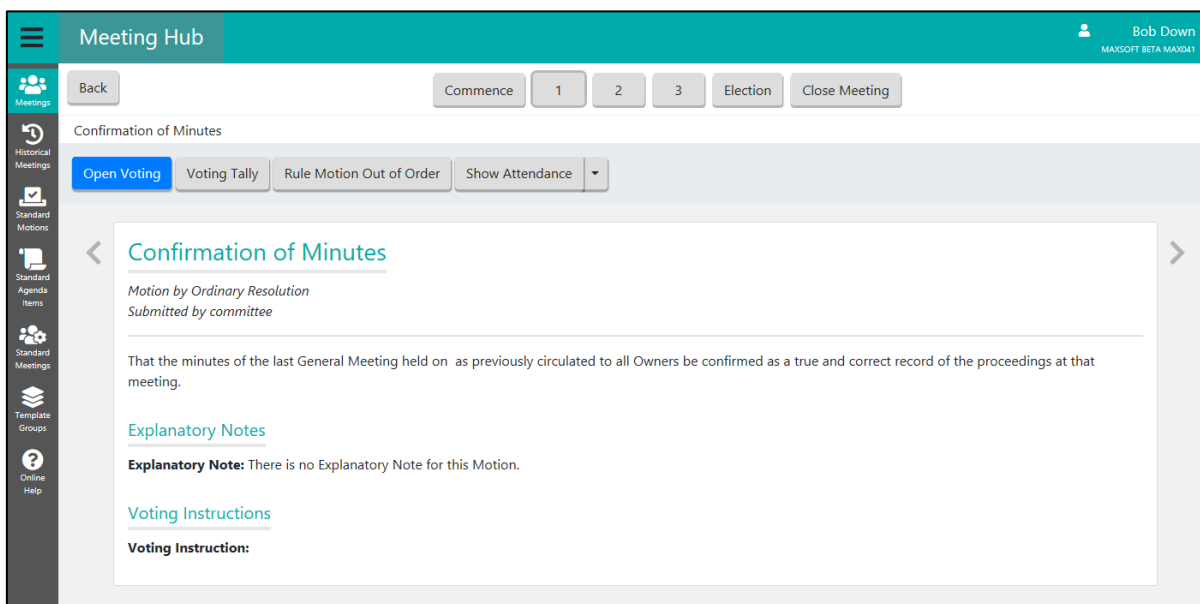 Meeting Hub
Bob Down
MAXSOFT BETA MAX041
Meetings
Historical
Meetings
Standard
Motions
Standard
Agenda
Items
Standard
Meetings
Template
Groups
Online
Help
Back
Commence 1 2 3 Election Close Meeting
Confirmation of Minutes
Open Voting Voting Tally Rule Motion Out of Order Show Attendance
Confirmation of Minutes
Motion by Ordinary Resolution
Submitted by committee
That the minutes of the last General Meeting held on  as previously circulated to all Owners be confirmed as a true and correct record of the proceedings at that
meeting.
Explanatory Notes
Explanatory Note: There is no Explanatory Note for this Motion.
Voting Instructions
Voting Instruction: